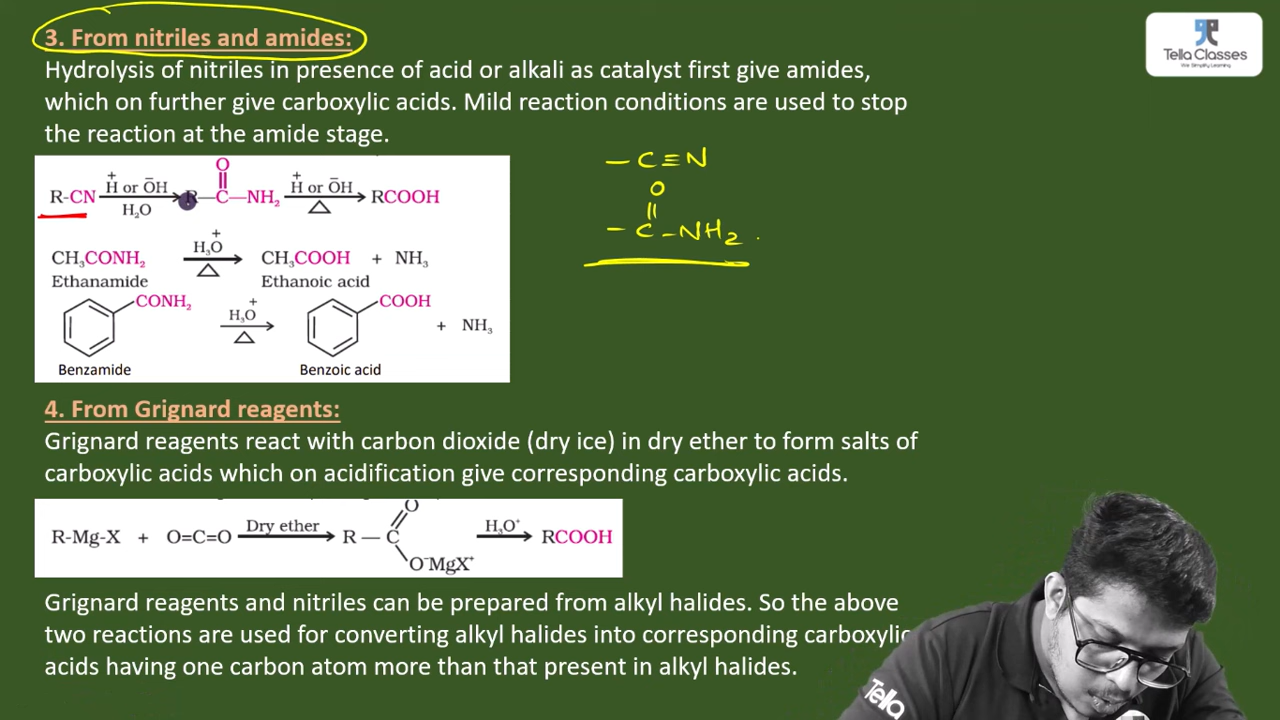 3. From nitriles and amides:
Tella Classes
We Simplify Learning
Hydrolysis of nitriles in presence of acid or alkali as catalyst first give amides,
which on further give carboxylic acids. Mild reaction conditions are used to stop
the reaction at the amide stage.
R-CN H⁺ or ŌH H₂O R—C(=O)—NH₂ H⁺ or ŌH △ RCOOH
— C ≡ N
O
||
– C – NH₂ .
CH₃CONH₂ H₃O⁺ △ CH₃COOH + NH₃
Ethanamide Ethanoic acid
CONH₂ H₃O⁺ △ COOH + NH₃
Benzamide Benzoic acid
4. From Grignard reagents:
Grignard reagents react with carbon dioxide (dry ice) in dry ether to form salts of
carboxylic acids which on acidification give corresponding carboxylic acids.
R-Mg-X + O=C=O Dry ether R — C O O⁻MgX⁺ H₃O⁺ RCOOH
Grignard reagents and nitriles can be prepared from alkyl halides. So the above
two reactions are used for converting alkyl halides into corresponding carboxylic
acids having one carbon atom more than that present in alkyl halides.
Tella